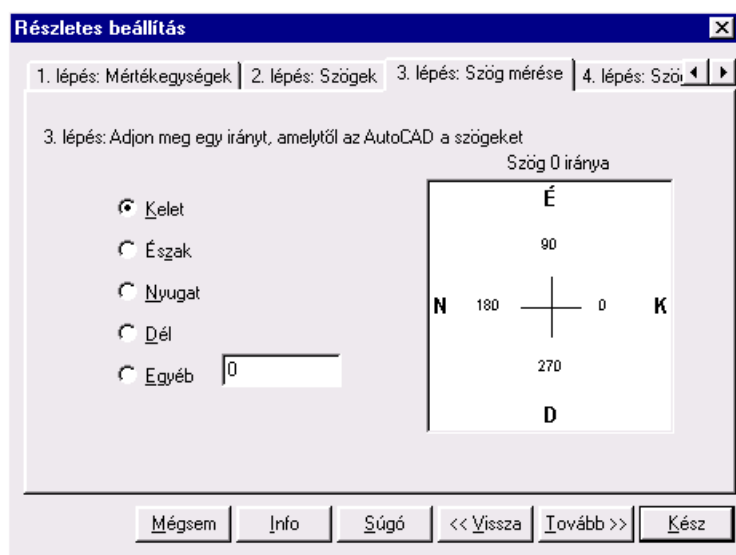 Részletes beállítás
1. lépés: Mértékegységek 2. lépés: Szögek 3. lépés: Szög mérése 4. lépés: Szö
3. lépés: Adjon meg egy irányt, amelytől az AutoCAD a szögeket
Szög 0 iránya
Kelet
Észak
Nyugat
Dél
Egyéb 0
É
90
N 180 0 K
270
D
Mégsem Info Súgó << Vissza Tovább >> Kész